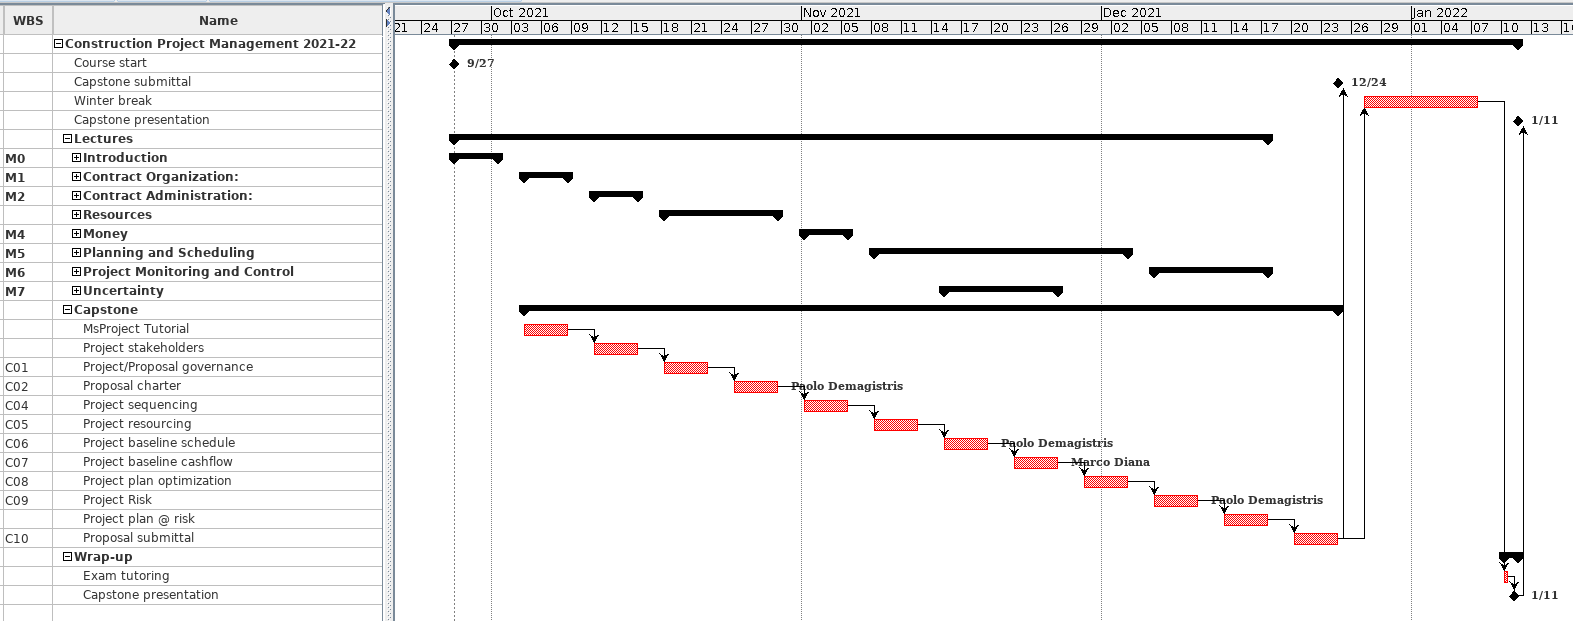 WBS Name
Oct 2021 Nov 2021 Dec 2021 Jan 2022
21 24 27 30 03 06 09 12 15 18 21 24 27 30 02 05 08 11 14 17 20 23 26 29 02 05 08 11 14 17 20 23 26 29 01 04 07 10 13
Construction Project Management 2021-22
Course start 9/27
Capstone submittal 12/24
Winter break
Capstone presentation 1/11
Lectures
M0 Introduction
M1 Contract Organization:
M2 Contract Administration:
Resources
M4 Money
M5 Planning and Scheduling
M6 Project Monitoring and Control
M7 Uncertainty
Capstone
MsProject Tutorial
Project stakeholders
C01 Project/Proposal governance
C02 Proposal charter Paolo Demagistris
C04 Project sequencing
C05 Project resourcing
C06 Project baseline schedule Paolo Demagistris
C07 Project baseline cashflow Marco Diana
C08 Project plan optimization
C09 Project Risk Paolo Demagistris
Project plan @ risk
C10 Proposal submittal
Wrap-up
Exam tutoring
Capstone presentation 1/11